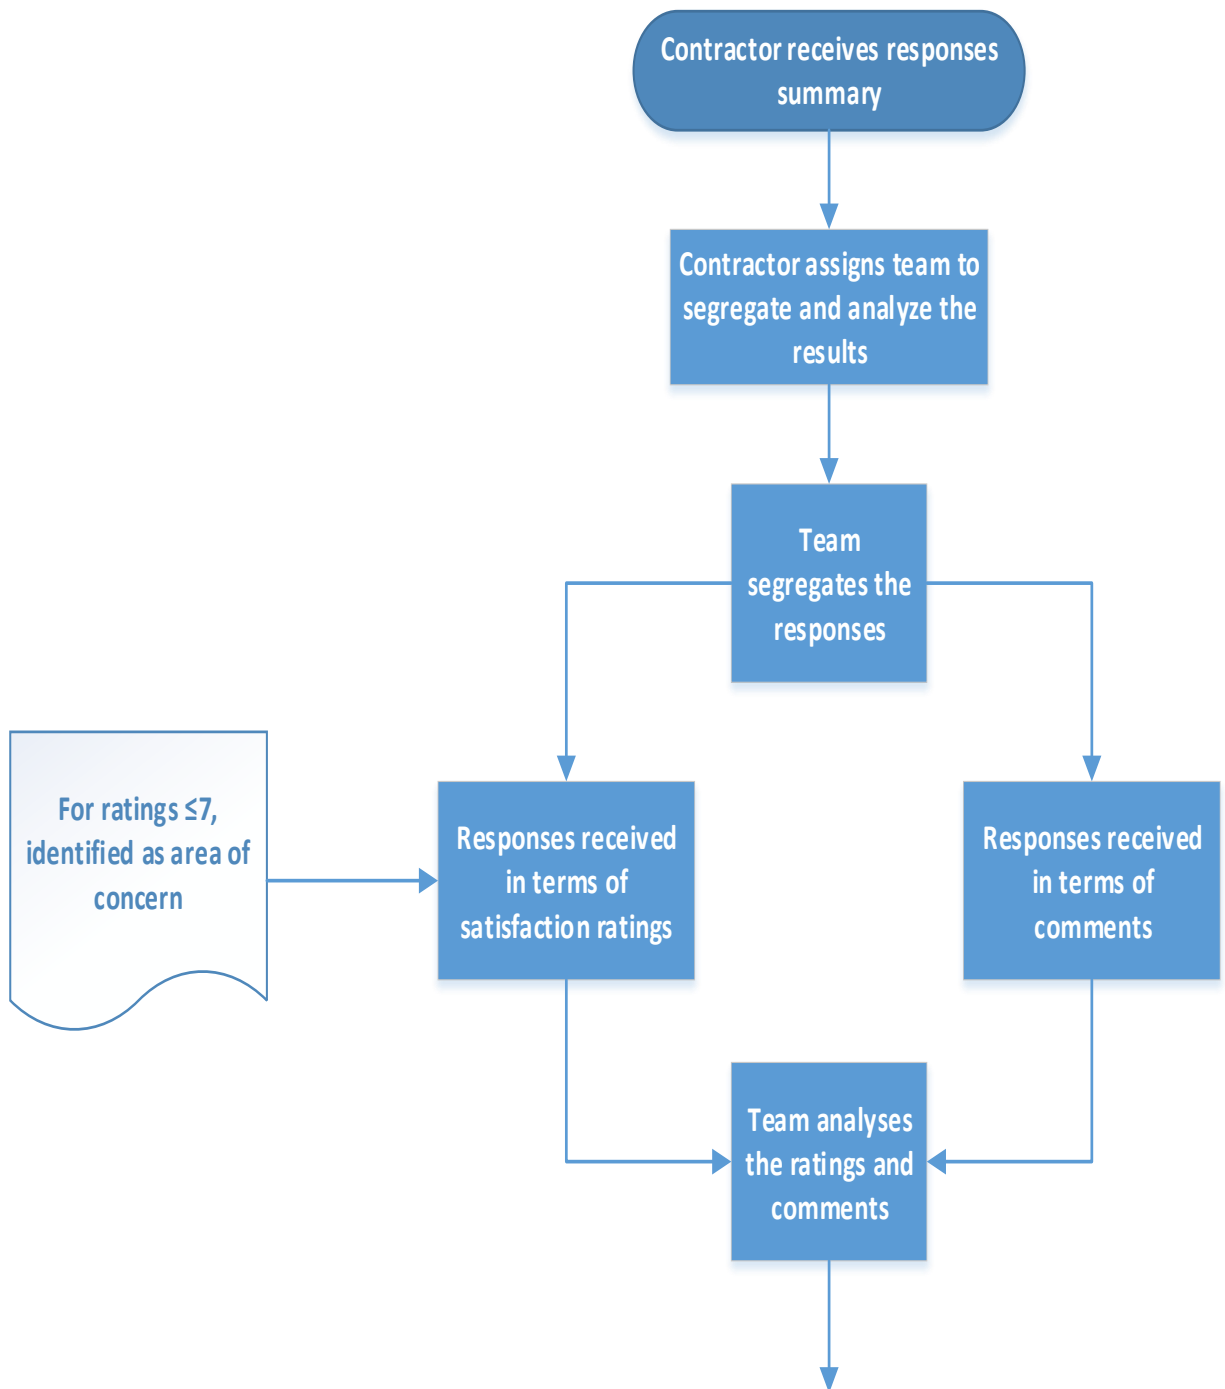 Contractor receives responses
summary
Contractor assigns team to
segregate and analyze the
results
Team
segregates the
responses
For ratings ≤7,
identified as area of
concern
Responses received
in terms of
satisfaction ratings
Responses received
in terms of
comments
Team analyses
the ratings and
comments